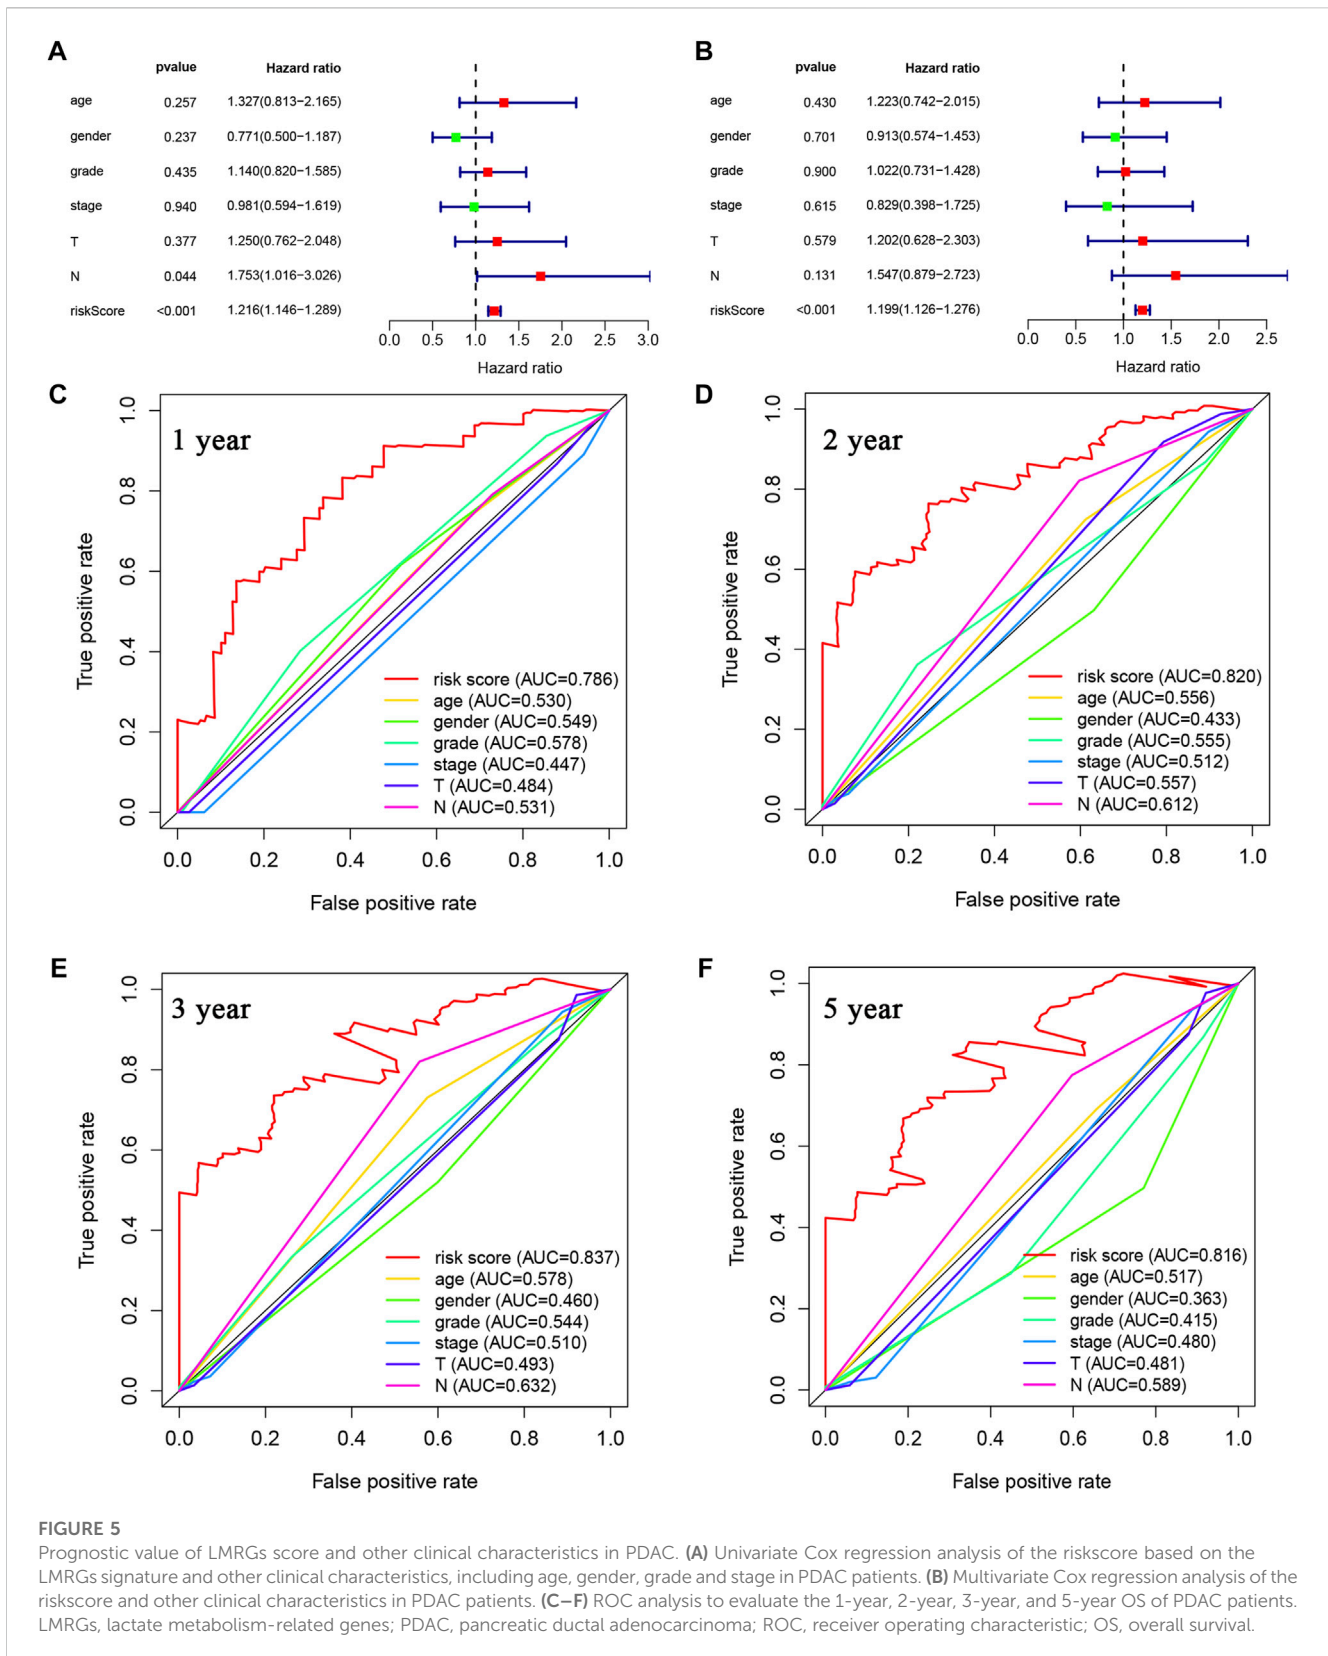 A
pvalue Hazard ratio
age 0.257 1.327(0.813−2.165)
gender 0.237 0.771(0.500−1.187)
grade 0.435 1.140(0.820−1.585)
stage 0.940 0.981(0.594−1.619)
T 0.377 1.250(0.762−2.048)
N 0.044 1.753(1.016−3.026)
riskScore <0.001 1.216(1.146−1.289)
0.0 0.5 1.0 1.5 2.0 2.5 3.0
Hazard ratio
B
pvalue Hazard ratio
age 0.430 1.223(0.742−2.015)
gender 0.701 0.913(0.574−1.453)
grade 0.900 1.022(0.731−1.428)
stage 0.615 0.829(0.398−1.725)
T 0.579 1.202(0.628−2.303)
N 0.131 1.547(0.879−2.723)
riskScore <0.001 1.199(1.126−1.276)
0.0 0.5 1.0 1.5 2.0 2.5
Hazard ratio
C
1 year
True positive rate
1.0
0.8
0.6
0.4
0.2
0.0
risk score (AUC=0.786)
age (AUC=0.530)
gender (AUC=0.549)
grade (AUC=0.578)
stage (AUC=0.447)
T (AUC=0.484)
N (AUC=0.531)
0.0 0.2 0.4 0.6 0.8 1.0
False positive rate
D
2 year
True positive rate
1.0
0.8
0.6
0.4
0.2
0.0
risk score (AUC=0.820)
age (AUC=0.556)
gender (AUC=0.433)
grade (AUC=0.555)
stage (AUC=0.512)
T (AUC=0.557)
N (AUC=0.612)
0.0 0.2 0.4 0.6 0.8 1.0
False positive rate
E
3 year
True positive rate
1.0
0.8
0.6
0.4
0.2
0.0
risk score (AUC=0.837)
age (AUC=0.578)
gender (AUC=0.460)
grade (AUC=0.544)
stage (AUC=0.510)
T (AUC=0.493)
N (AUC=0.632)
0.0 0.2 0.4 0.6 0.8 1.0
False positive rate
F
5 year
True positive rate
1.0
0.8
0.6
0.4
0.2
0.0
risk score (AUC=0.816)
age (AUC=0.517)
gender (AUC=0.363)
grade (AUC=0.415)
stage (AUC=0.480)
T (AUC=0.481)
N (AUC=0.589)
0.0 0.2 0.4 0.6 0.8 1.0
False positive rate
FIGURE 5
Prognostic value of LMRGs score and other clinical characteristics in PDAC. (A) Univariate Cox regression analysis of the riskscore based on the
LMRGs signature and other clinical characteristics, including age, gender, grade and stage in PDAC patients. (B) Multivariate Cox regression analysis of the
riskscore and other clinical characteristics in PDAC patients. (C–F) ROC analysis to evaluate the 1-year, 2-year, 3-year, and 5-year OS of PDAC patients.
LMRGs, lactate metabolism-related genes; PDAC, pancreatic ductal adenocarcinoma; ROC, receiver operating characteristic; OS, overall survival.